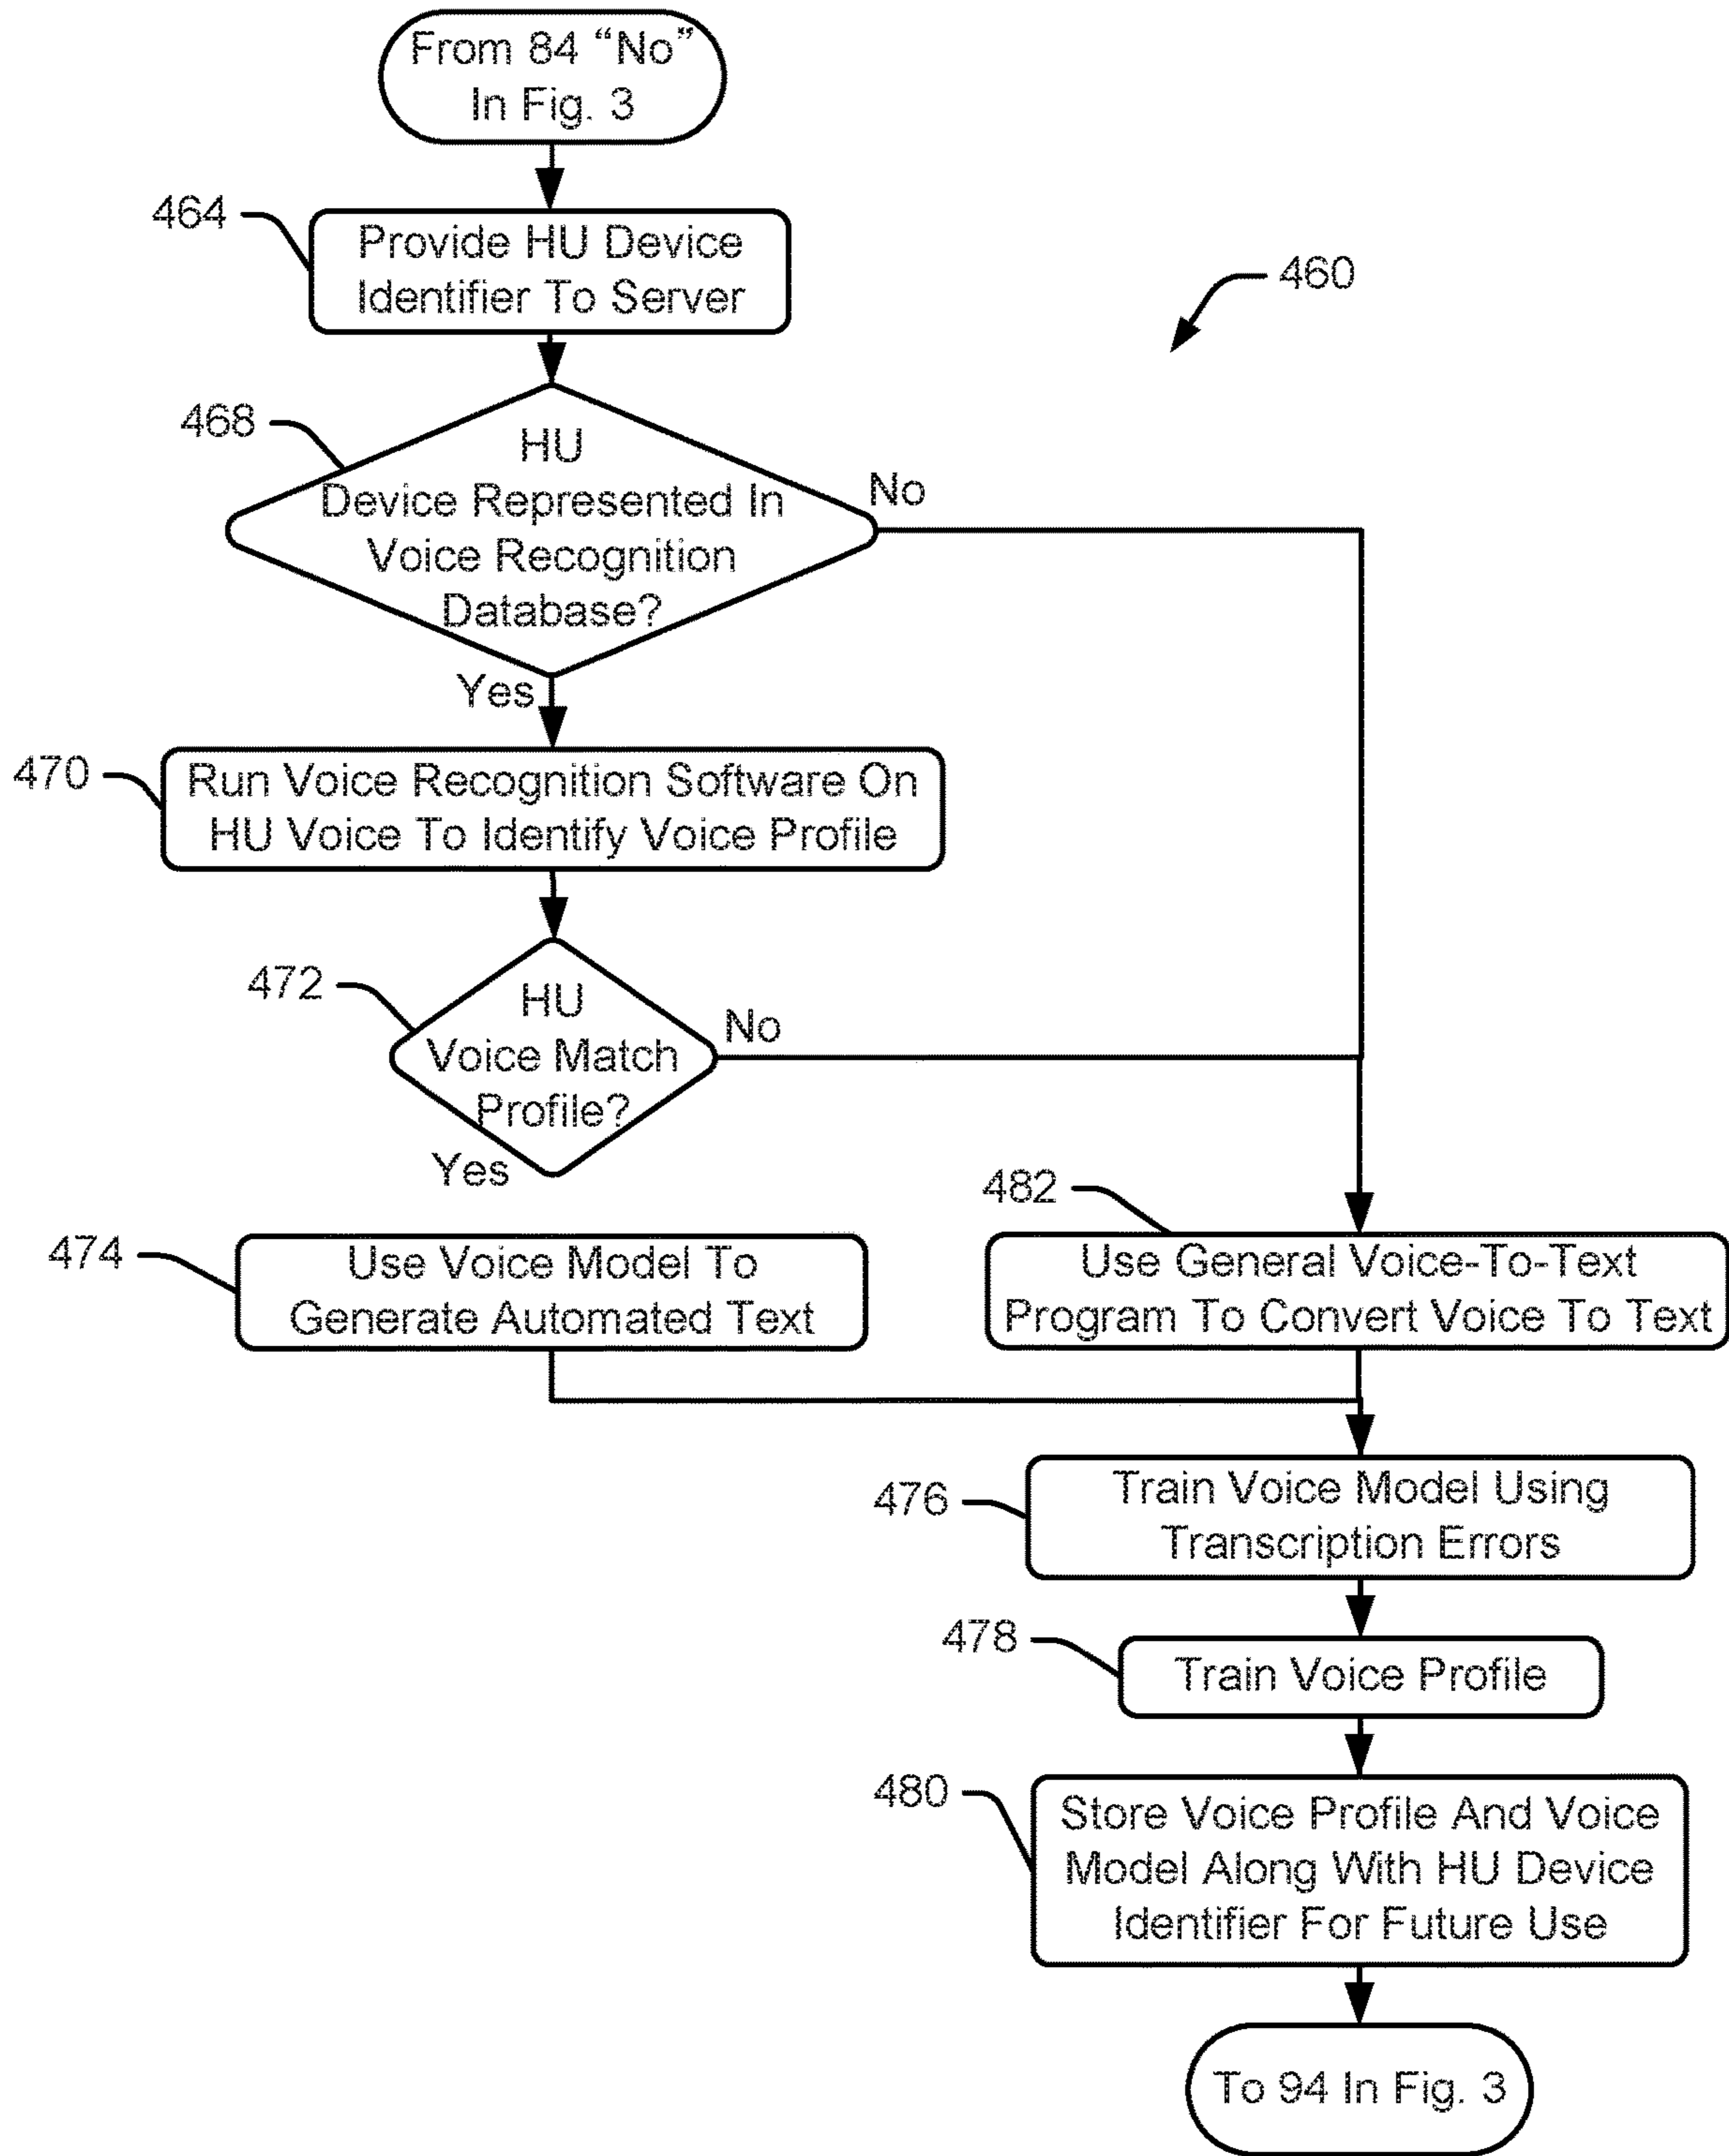 From 84 “No”
In Fig. 3
464
Provide HU Device
Identifier To Server
460
468
HU
Device Represented In
Voice Recognition
Database?
No
Yes
470
Run Voice Recognition Software On
HU Voice To Identify Voice Profile
472
HU
Voice Match
Profile?
No
Yes
474
Use Voice Model To
Generate Automated Text
482
Use General Voice-To-Text
Program To Convert Voice To Text
476
Train Voice Model Using
Transcription Errors
478
Train Voice Profile
480
Store Voice Profile And Voice
Model Along With HU Device
Identifier For Future Use
To 94 In Fig. 3